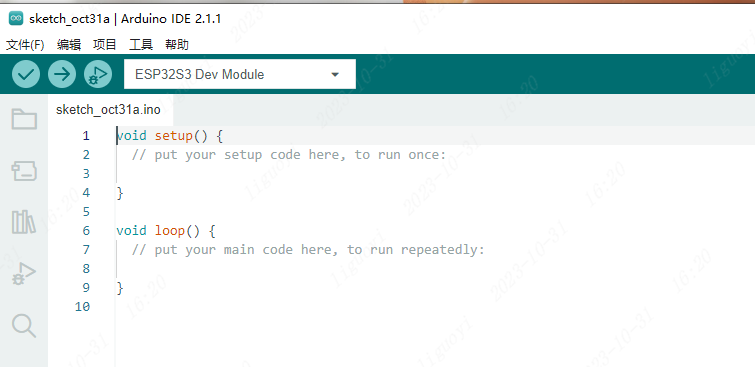 sketch_oct31a | Arduino IDE 2.1.1
文件(F) 编辑 项目 工具 帮助
ESP32S3 Dev Module
sketch_oct31a.ino
1 void setup() {
2 // put your setup code here, to run once:
3
4 }
5
6 void loop() {
7 // put your main code here, to run repeatedly:
8
9 }
10
liguoyi 2023-10-31 16:20